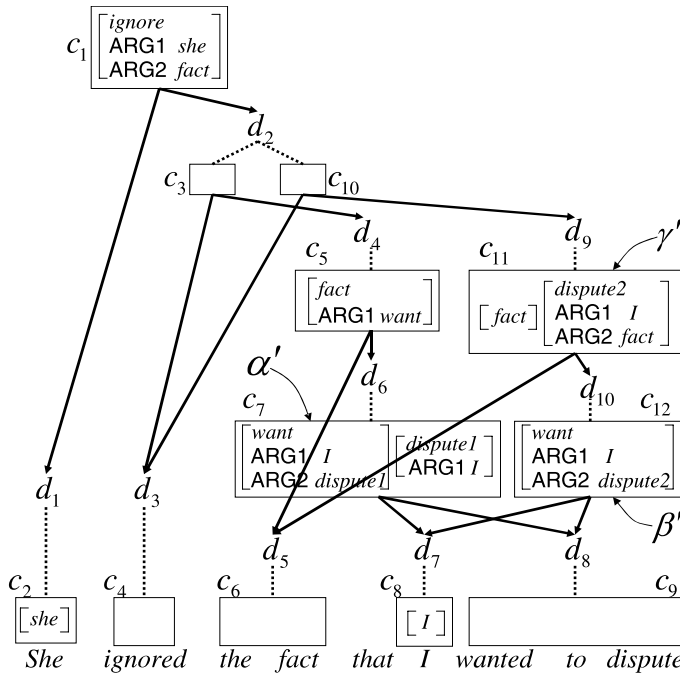 c1
ignore
ARG1 she
ARG2 fact
d2
c3
c10
d4
d9
c5
c11
γ'
fact
ARG1 want
[fact]
dispute2
ARG1 I
ARG2 fact
α'
d6
d10
c7
c12
want
ARG1 I
ARG2 dispute1
dispute1
ARG1 I
want
ARG1 I
ARG2 dispute2
d1
d3
d5
d7
d8
β'
c2
c4
c6
c8
c9
[she]
[I]
She ignored the fact that I wanted to dispute